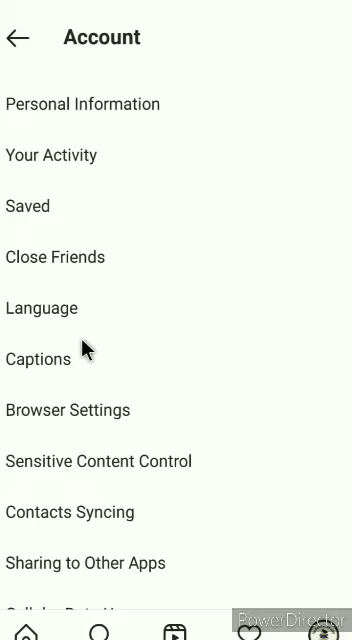 Account
Personal Information
Your Activity
Saved
Close Friends
Language
Captions
Browser Settings
Sensitive Content Control
Contacts Syncing
Sharing to Other Apps
PowerDirector